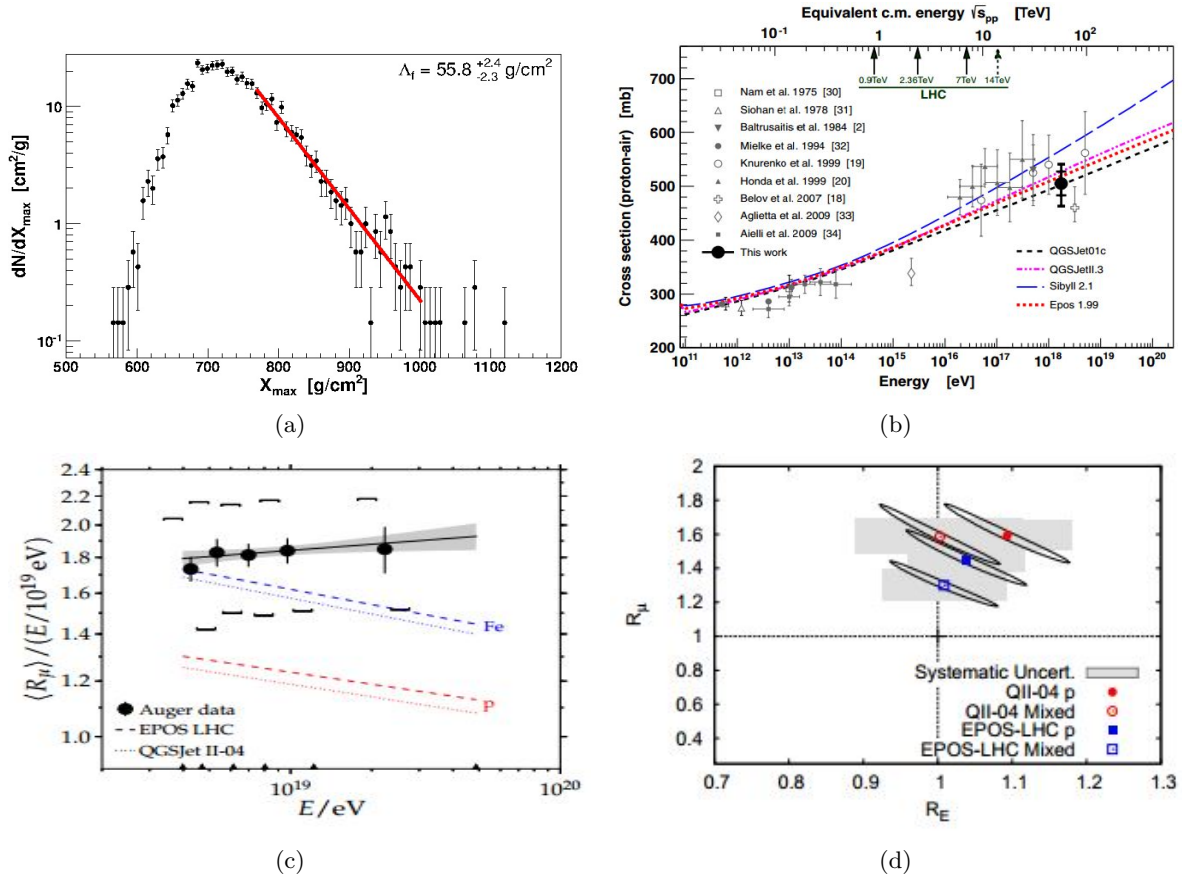 Λf = 55.8 +2.4 -2.3 g/cm²
dN/dXmax [cm²/g]
10
1
10⁻¹
500 600 700 800 900 1000 1100 1200
Xmax [g/cm²]
(a)
Equivalent c.m. energy √spp [TeV]
10⁻¹ 1 10 10²
0.9TeV 2.36TeV 7TeV 14TeV
LHC
Cross section (proton-air) [mb]
700
600
500
400
300
200
Nam et al. 1975 [30]
Siohan et al. 1978 [31]
Baltrusaitis et al. 1984 [2]
Mielke et al. 1994 [32]
Knurenko et al. 1999 [19]
Honda et al. 1999 [20]
Belov et al. 2007 [18]
Aglietta et al. 2009 [33]
Aielli et al. 2009 [34]
This work
QGSJet01c
QGSJetII.3
Sibyll 2.1
Epos 1.99
10¹¹ 10¹² 10¹³ 10¹⁴ 10¹⁵ 10¹⁶ 10¹⁷ 10¹⁸ 10¹⁹ 10²⁰
Energy [eV]
(b)
⟨Rμ⟩/(E/10¹⁹ eV)
2.4
2.2
2.0
1.8
1.6
1.4
1.2
1.0
Fe
p
Auger data
EPOS LHC
QGSJet II-04
10¹⁹ 10²⁰
E/eV
(c)
Rμ
2
1.8
1.6
1.4
1.2
1
0.8
0.6
0.4
Systematic Uncert.
QII-04 p
QII-04 Mixed
EPOS-LHC p
EPOS-LHC Mixed
0.7 0.8 0.9 1 1.1 1.2 1.3
RE
(d)